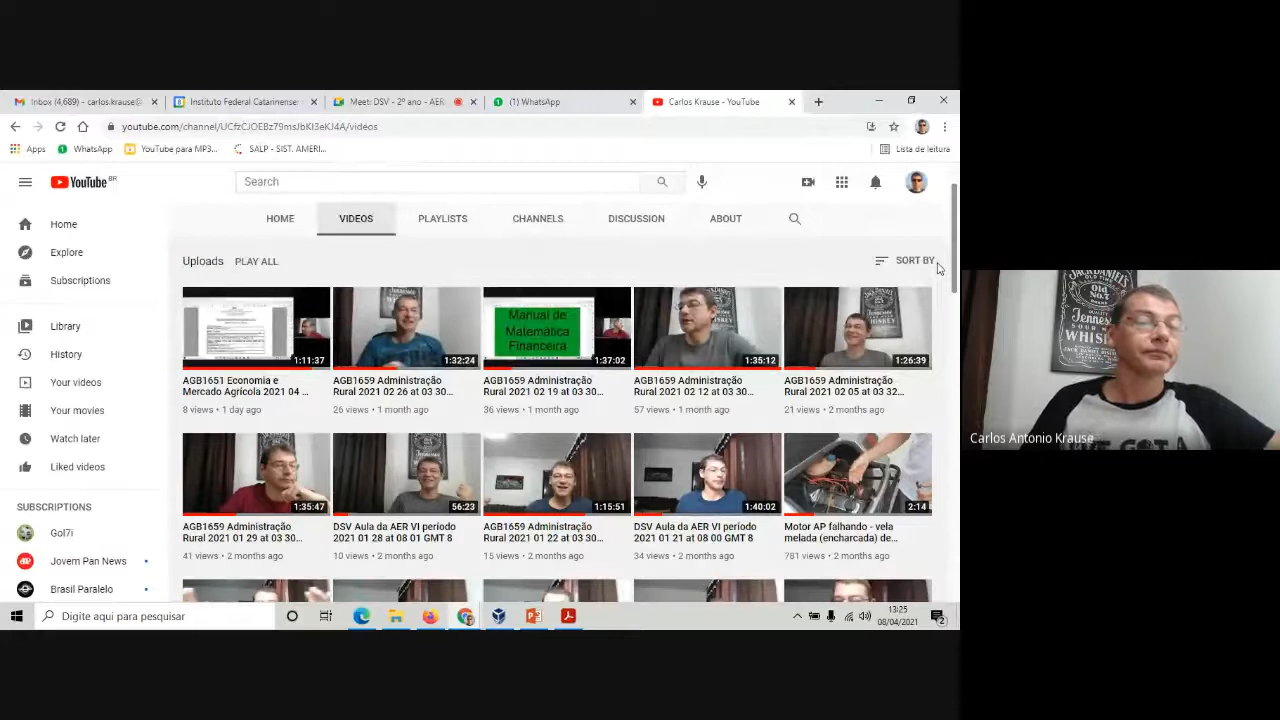 Inbox (4,689) - carlos.krause@
Instituto Federal Catarinense
Meet: DSV - 2º ano - AER
(1) WhatsApp
Carlos Krause - YouTube
youtube.com/channel/
Apps
WhatsApp
YouTube para MP3...
SALP - SIST. AMERI...
Lista de leitura
YouTube BR
Search
HOME
VIDEOS
PLAYLISTS
CHANNELS
DISCUSSION
ABOUT
Home
Explore
Subscriptions
Library
History
Your videos
Your movies
Watch later
Liked videos
SUBSCRIPTIONS
Gol7i
Jovem Pan News
Brasil Paralelo
Uploads
PLAY ALL
SORT BY
1:11:37
AGB1651 Economia e
Mercado Agrícola 2021 04 ...
8 views • 1 day ago
1:32:24
AGB1659 Administração
Rural 2021 02 26 at 03 30...
26 views • 1 month ago
Manual de
Matemática
Financeira
1:37:02
AGB1659 Administração
Rural 2021 02 19 at 03 30...
36 views • 1 month ago
1:35:12
AGB1659 Administração
Rural 2021 02 12 at 03 30...
57 views • 1 month ago
1:26:39
AGB1659 Administração
Rural 2021 02 05 at 03 32...
21 views • 2 months ago
1:35:47
AGB1659 Administração
Rural 2021 01 29 at 03 30...
41 views • 2 months ago
56:23
DSV Aula da AER VI período
2021 01 28 at 08 01 GMT 8
10 views • 2 months ago
1:15:51
AGB1659 Administração
Rural 2021 01 22 at 03 30...
15 views • 2 months ago
1:40:02
DSV Aula da AER VI período
2021 01 21 at 08 00 GMT 8
34 views • 2 months ago
2:14
Motor AP falhando - vela
melada (encharcada) de...
781 views • 2 months ago
Digite aqui para pesquisar
13:25
08/04/2021
2
JACK DANIEL'S
OLD TIME
Old
No.7
Tennessee
SOUR MASH
WHISKEY
GOT A
Carlos Antonio Krause